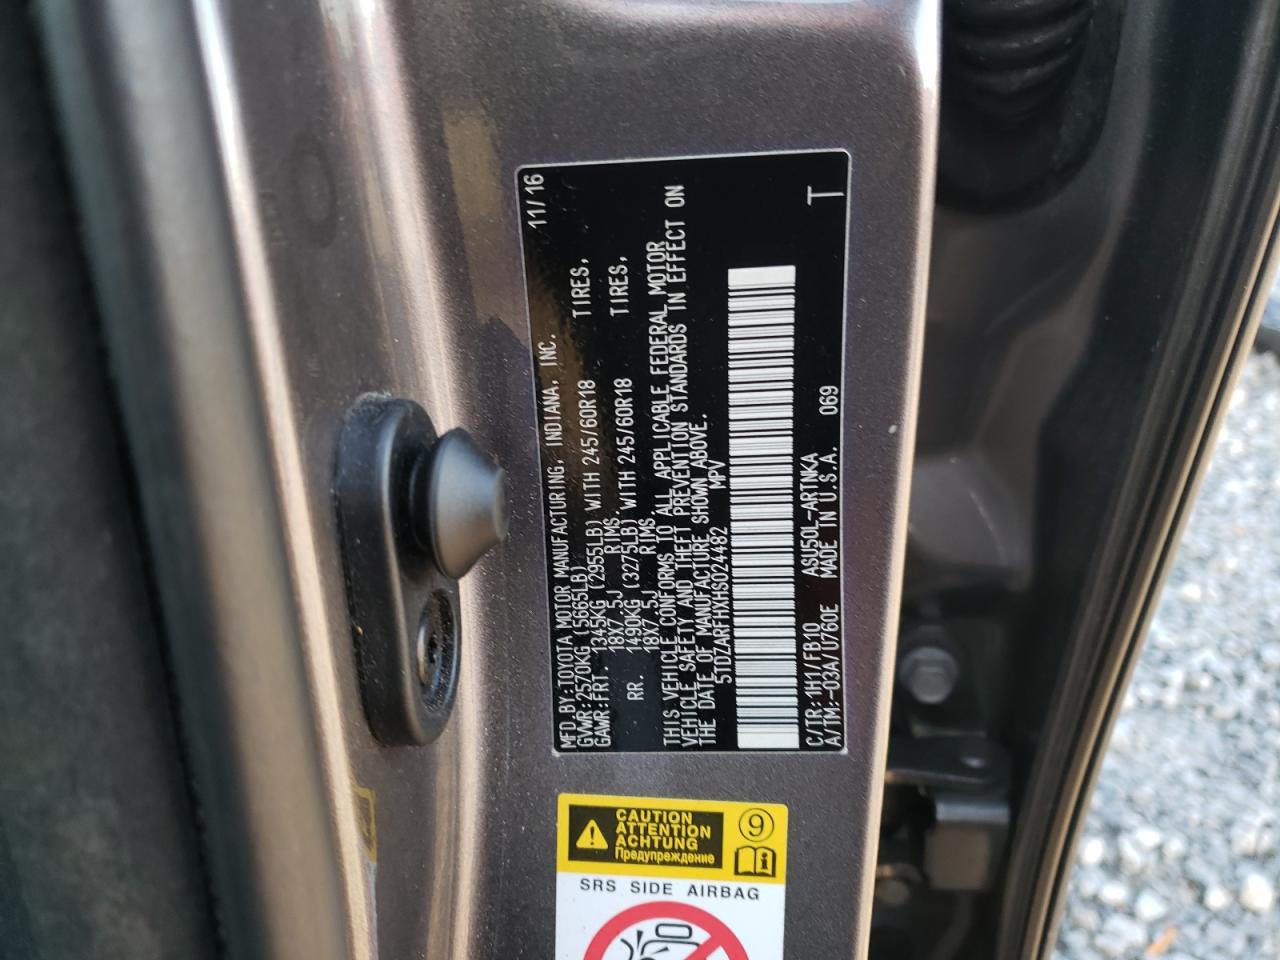 MFD.BY:TOYOTA MOTOR MANUFACTURING, INDIANA, INC. 11/16
GVWR:2570KG (5665LB)
GAWR:FRT. 1345KG (2955LB) WITH 245/60R18 TIRES,
18X7.5J RIMS
RR. 1490KG (3275LB) WITH 245/60R18 TIRES,
18X7.5J RIMS
THIS VEHICLE CONFORMS TO ALL APPLICABLE FEDERAL MOTOR
VEHICLE SAFETY AND THEFT PREVENTION STANDARDS IN EFFECT ON
THE DATE OF MANUFACTURE SHOWN ABOVE.
5TDZARFHXHS024482 MPV
C/TR:1H1/FB10 ASU50L-ARTNKA 069 T
A/TM:-03A/U760E MADE IN U.S.A.
CAUTION
ATTENTION
ACHTUNG
Предупреждение
9
SRS SIDE AIRBAG